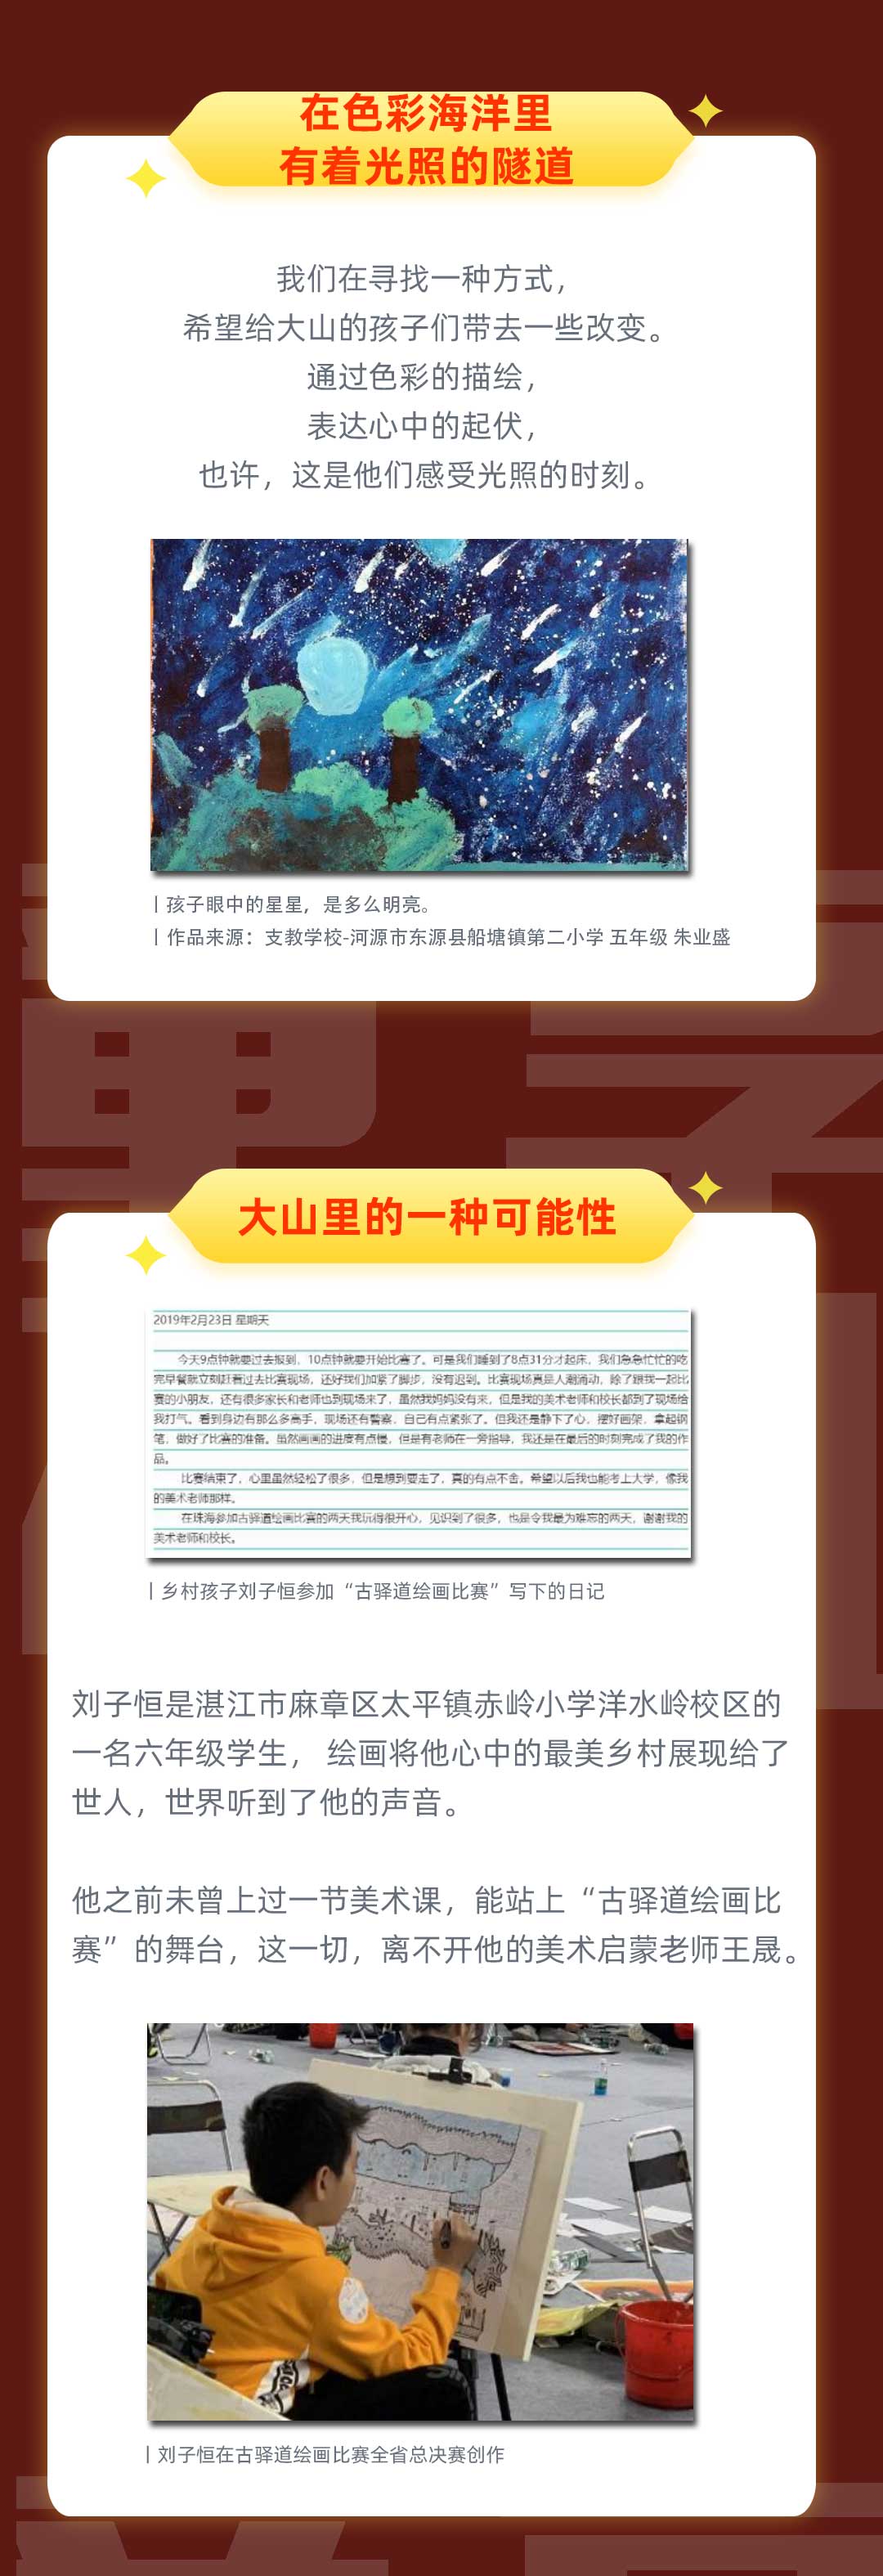 在色彩海洋里
有着光照的隧道
我们在寻找一种方式，
希望给大山的孩子们带去一些改变。
通过色彩的描绘，
表达心中的起伏，
也许，这是他们感受光照的时刻。
丨孩子眼中的星星，是多么明亮。
丨作品来源：支教学校-河源市东源县船塘镇第二小学 五年级 朱业盛
大山里的一种可能性
2019年2月23日 星期天
今天9点钟就要过去报到，10点钟就要开始比赛了。可是我们睡到了8点31分才起床，我们急急忙忙的吃
完早餐就立刻赶着过去比赛现场，还好我们加紧了脚步，没有迟到。比赛现场真是人潮涌动，除了跟我一起比
赛的小朋友，还有很多家长和老师也到现场来了，虽然我妈妈没有来，但是我的美术老师和校长都到了现场给
我打气。看到身边有那么多高手，现场还有警察，自己有点紧张了。但我还是静下了心，摆好画架，拿起钢
笔，做好了比赛的准备。虽然画画的进度有点慢，但是有老师在一旁指导，我还是在最后的时刻完成了我的作
品。
比赛结束了，心里虽然轻松了很多，但是想到要走了，真的有点不舍。希望以后我也能考上大学，像我
的美术老师那样。
在珠海参加古驿道绘画比赛的两天我玩得很开心，见识到了很多，也是令我最为难忘的两天，谢谢我的
美术老师和校长。
丨乡村孩子刘子恒参加“古驿道绘画比赛”写下的日记
刘子恒是湛江市麻章区太平镇赤岭小学洋水岭校区的
一名六年级学生， 绘画将他心中的最美乡村展现给了
世人，世界听到了他的声音。
他之前未曾上过一节美术课，能站上“古驿道绘画比
赛”的舞台，这一切，离不开他的美术启蒙老师王晟。
丨刘子恒在古驿道绘画比赛全省总决赛创作